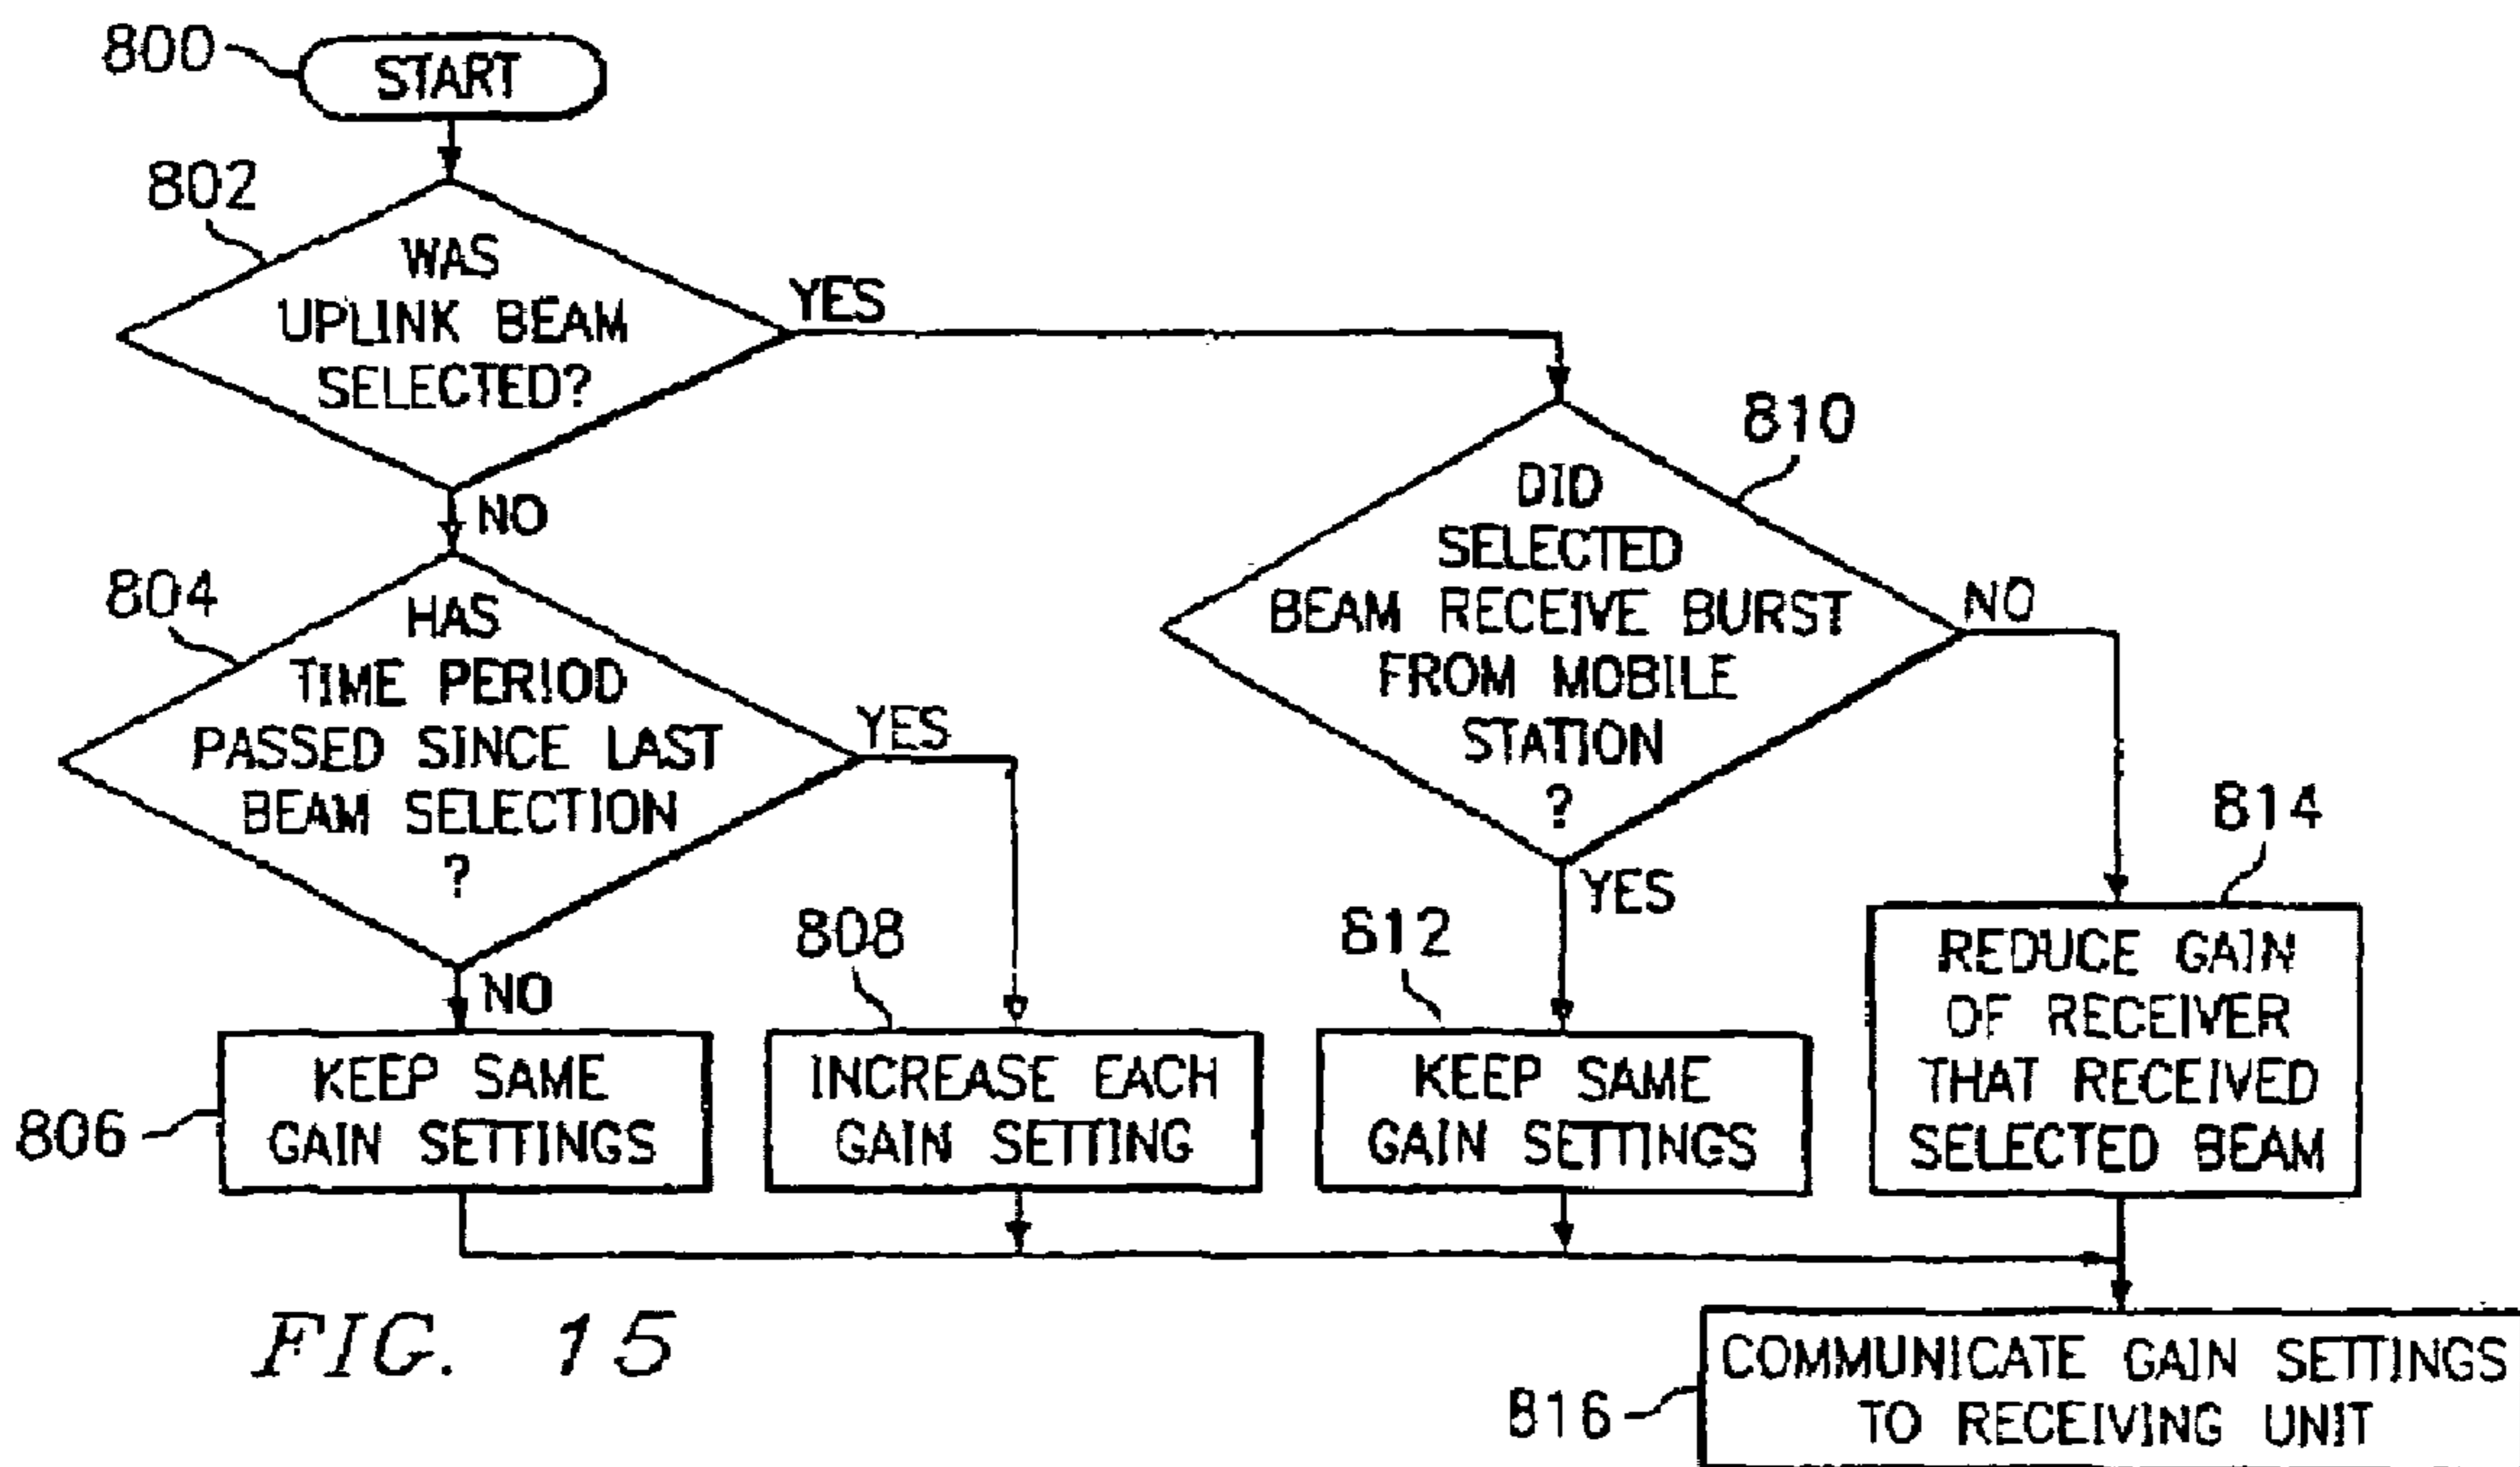 800
START
802
WAS
UPLINK BEAM
SELECTED?
YES
NO
804
HAS
TIME PERIOD
PASSED SINCE LAST
BEAM SELECTION
?
YES
NO
810
DID
SELECTED
BEAM RECEIVE BURST
FROM MOBILE
STATION
?
NO
YES
806
KEEP SAME
GAIN SETTINGS
808
INCREASE EACH
GAIN SETTING
612
KEEP SAME
GAIN SETTINGS
814
REDUCE GAIN
OF RECEIVER
THAT RECEIVED
SELECTED BEAM
816
COMMUNICATE GAIN SETTINGS
TO RECEIVING UNIT
FIG. 15